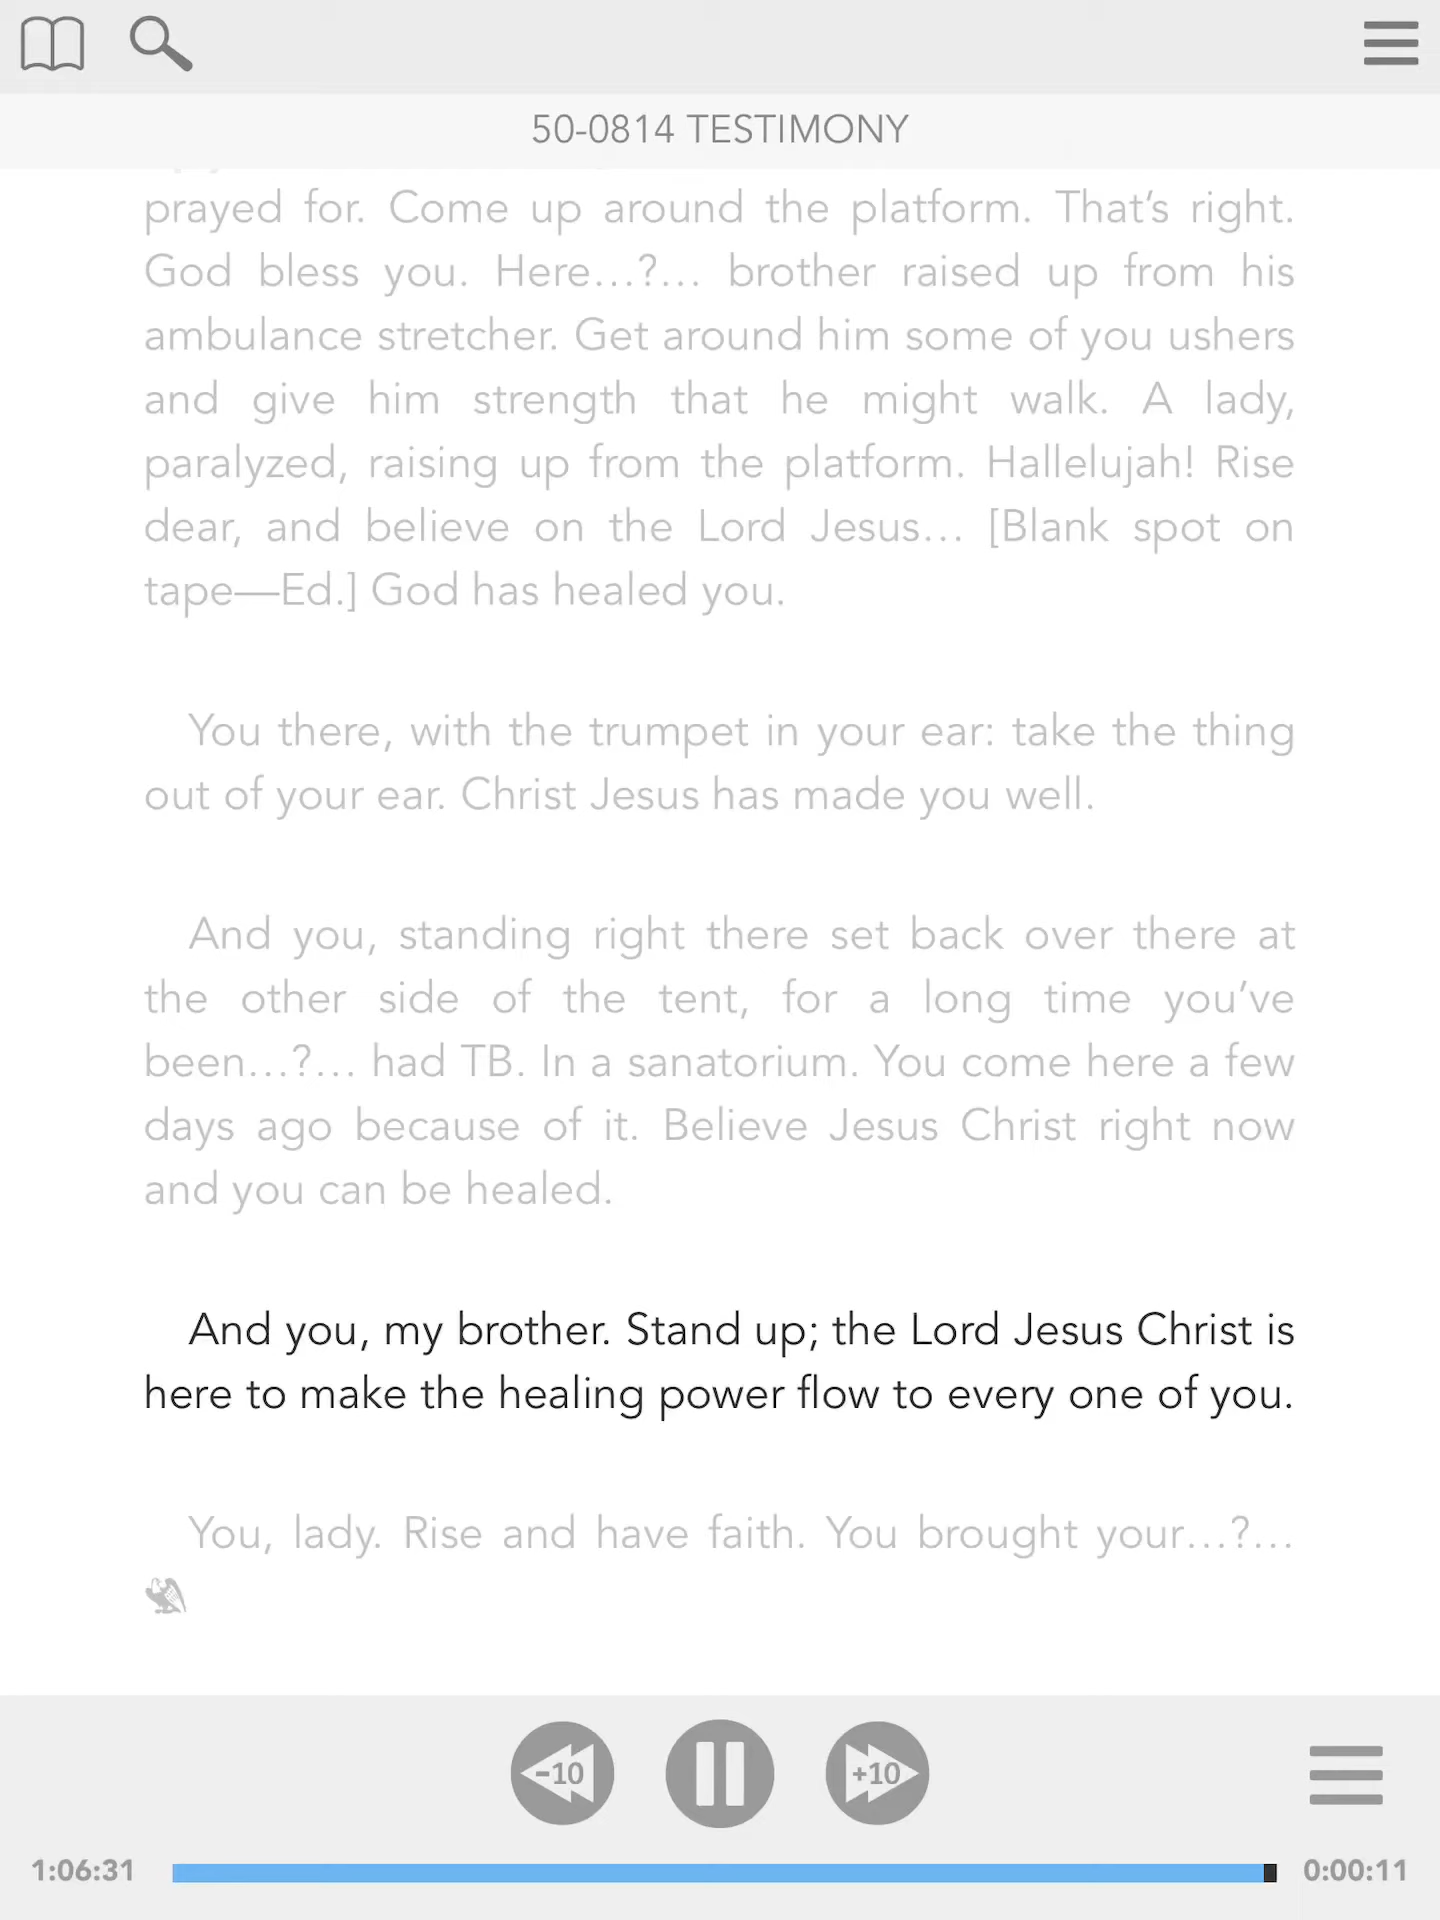 50-0814 TESTIMONY
prayed for. Come up around the platform. That’s right.
God bless you. Here…?… brother raised up from his
ambulance stretcher. Get around him some of you ushers
and give him strength that he might walk. A lady,
paralyzed, raising up from the platform. Hallelujah! Rise
dear, and believe on the Lord Jesus… [Blank spot on
tape—Ed.] God has healed you.
You there, with the trumpet in your ear: take the thing
out of your ear. Christ Jesus has made you well.
And you, standing right there set back over there at
the other side of the tent, for a long time you’ve
been…?… had TB. In a sanatorium. You come here a few
days ago because of it. Believe Jesus Christ right now
and you can be healed.
And you, my brother. Stand up; the Lord Jesus Christ is
here to make the healing power flow to every one of you.
You, lady. Rise and have faith. You brought your…?…
-10 +10
1:06:31 0:00:11